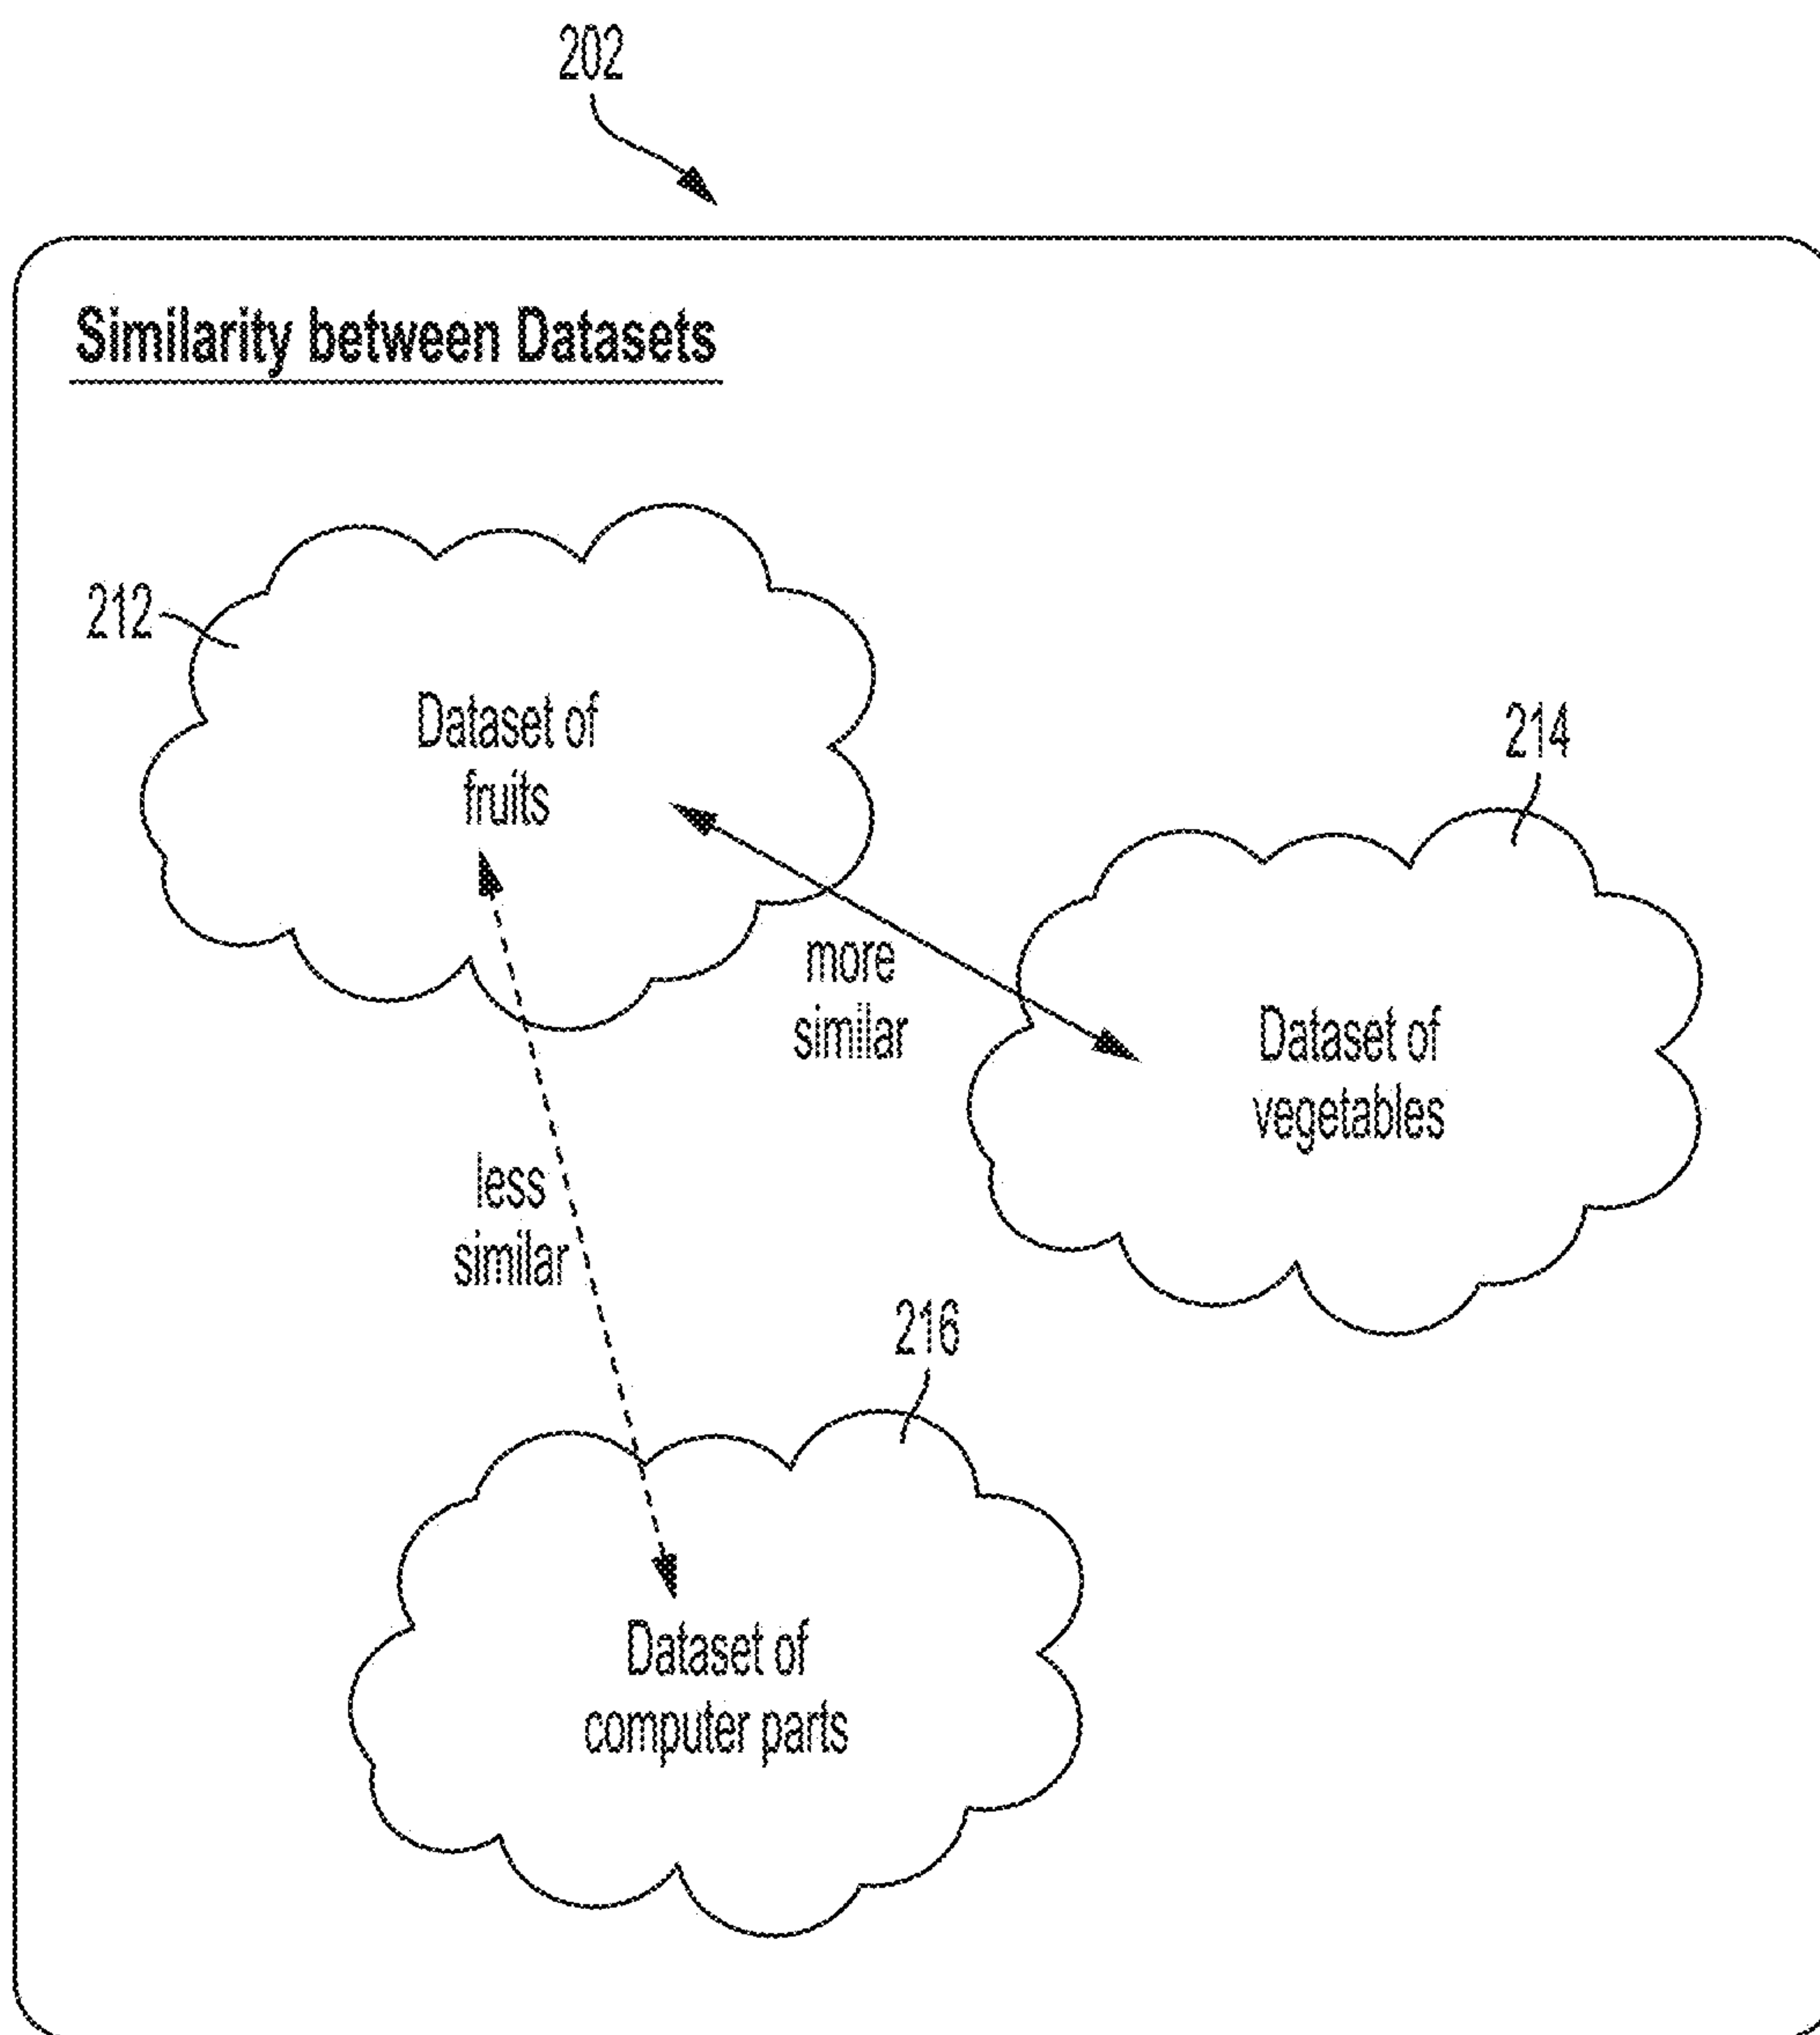 202
Similarity between Datasets
212
Dataset of
fruits
214
more
similar
Dataset of
vegetables
less
similar
216
Dataset of
computer parts